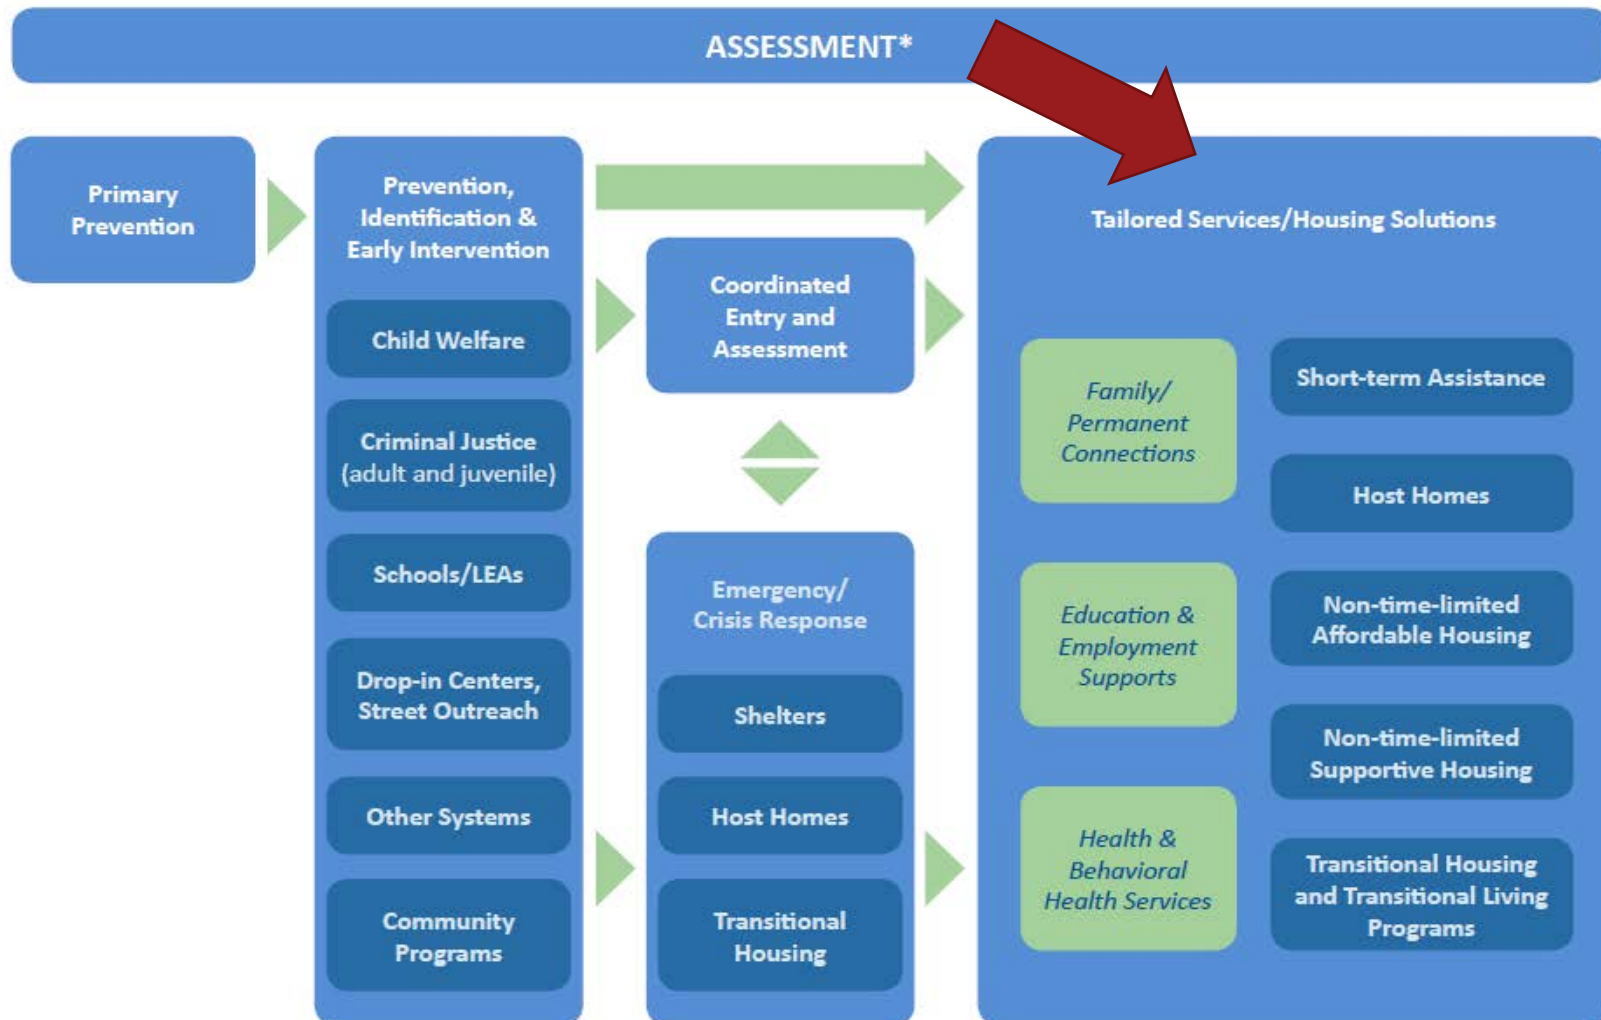 ASSESSMENT*
Primary
Prevention
Prevention,
Identification &
Early Intervention
Child Welfare
Criminal Justice
(adult and juvenile)
Schools/LEAs
Drop-in Centers,
Street Outreach
Other Systems
Community
Programs
Coordinated
Entry and
Assessment
Emergency/
Crisis Response
Shelters
Host Homes
Transitional
Housing
Tailored Services/Housing Solutions
Family/
Permanent
Connections
Education &
Employment
Supports
Health &
Behavioral
Health Services
Short-term Assistance
Host Homes
Non-time-limited
Affordable Housing
Non-time-limited
Supportive Housing
Transitional Housing
and Transitional Living
Programs